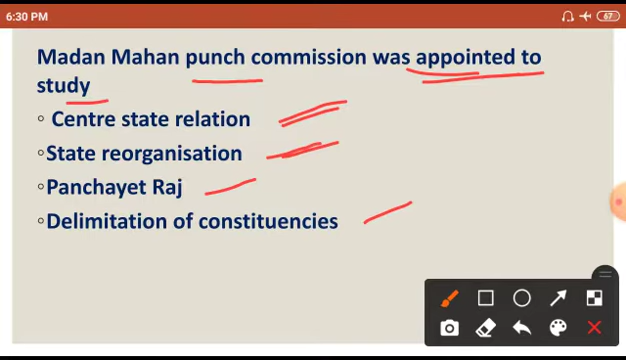 6:30 PM
67
Madan Mahan punch commission was appointed to
study
◦ Centre state relation
◦State reorganisation
◦Panchayet Raj
◦Delimitation of constituencies